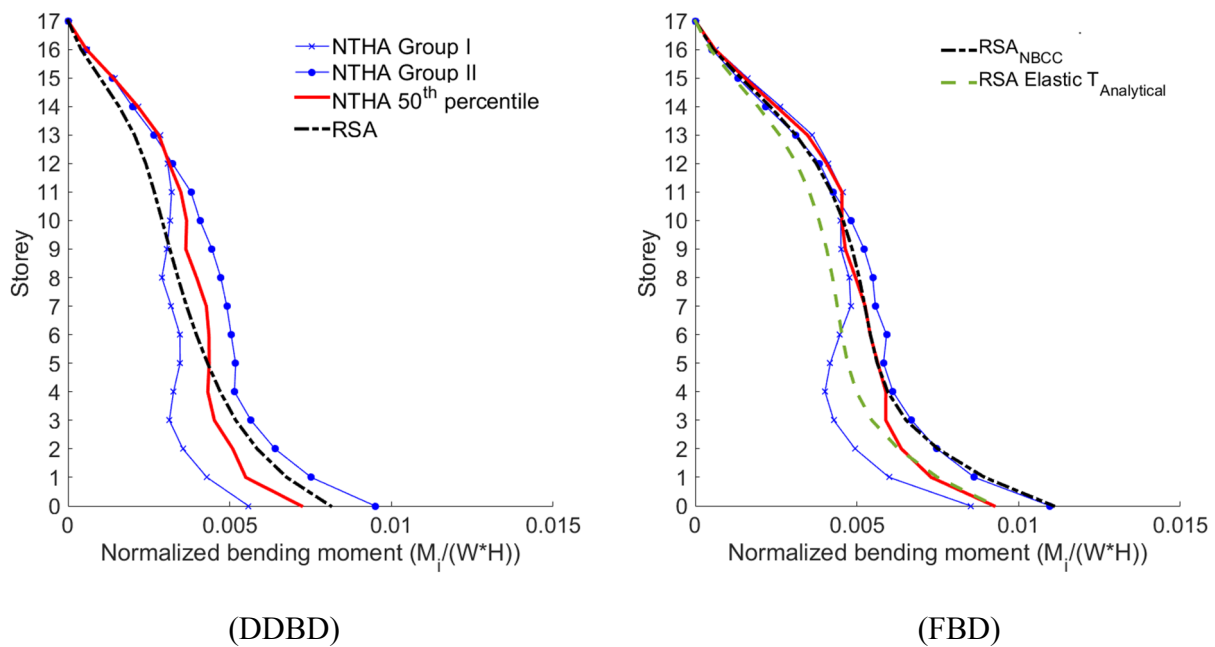 NTHA Group I
NTHA Group II
NTHA 50th percentile
RSA
Storey
17
16
15
14
13
12
11
10
9
8
7
6
5
4
3
2
1
0
0 0.005 0.01 0.015
Normalized bending moment (Mi/(W*H))
(DDBD)
RSANBCC
RSA Elastic TAnalytical
Storey
17
16
15
14
13
12
11
10
9
8
7
6
5
4
3
2
1
0
0 0.005 0.01 0.015
Normalized bending moment (Mi/(W*H))
(FBD)